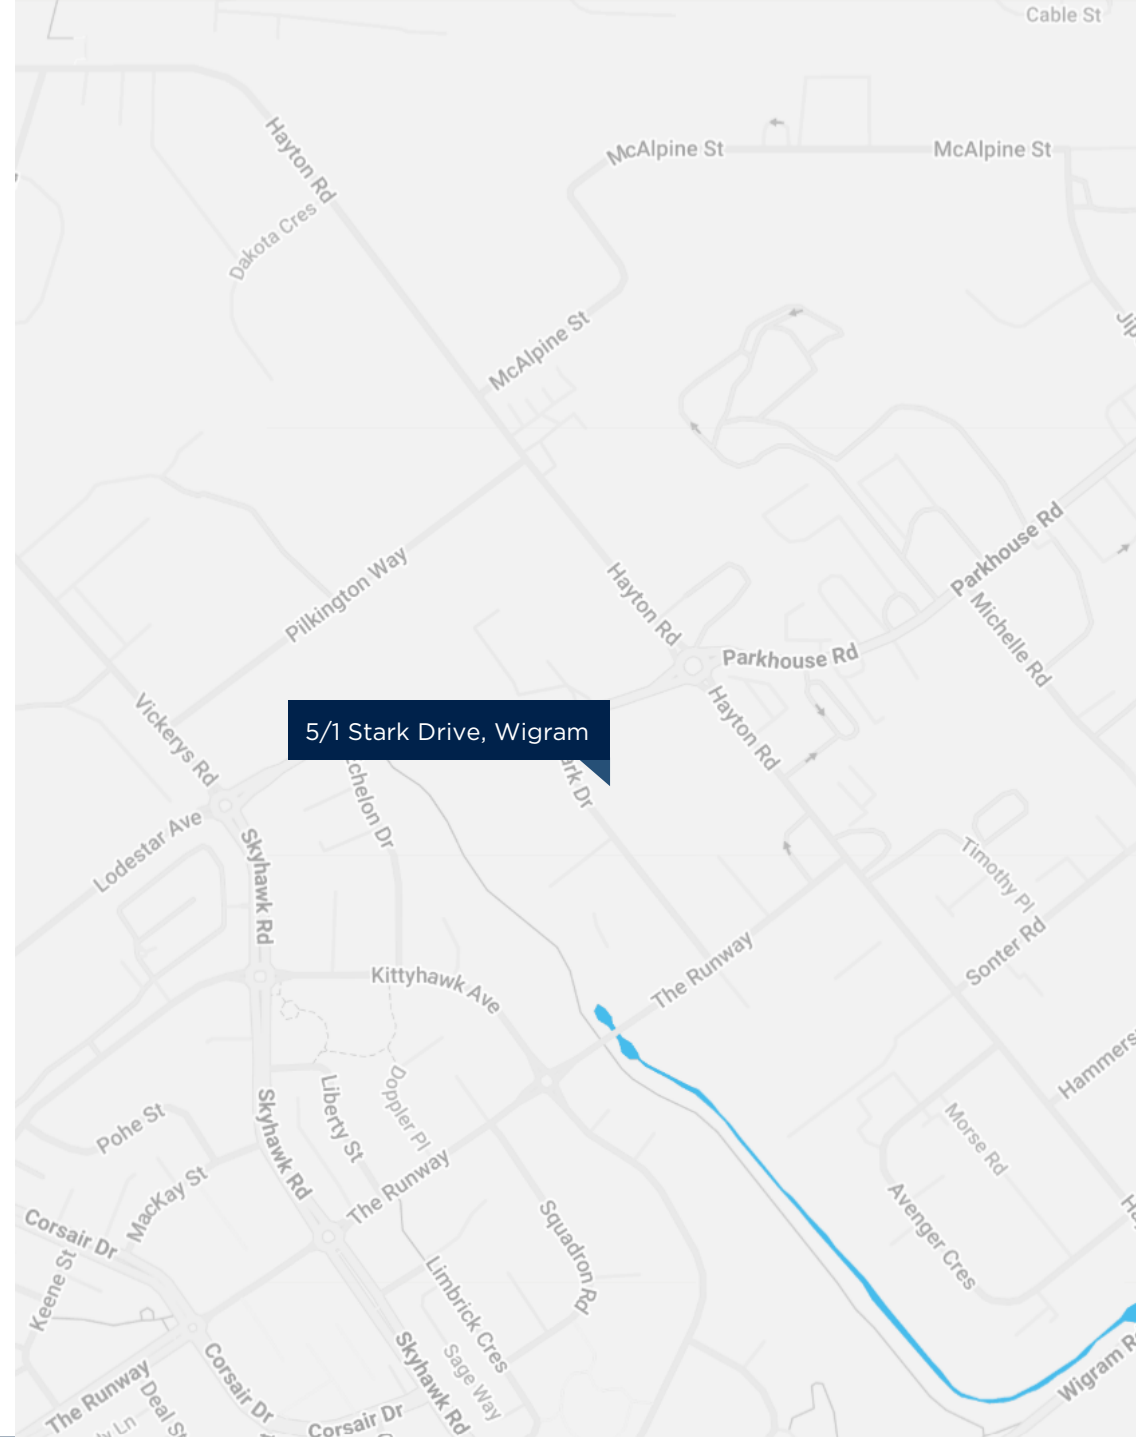 Cable St
Hayton Rd
McAlpine St
McAlpine St
Dakota Cres
McAlpine St
Parkhouse Rd
Pilkington Way
Hayton Rd
Michelle Rd
Parkhouse Rd
Vickerys Rd
Hayton Rd
5/1 Stark Drive, Wigram
Lodestar Ave
Skyhawk Rd
Timothy Pl
Sonter Rd
Kittyhawk Ave
The Runway
Liberty St
Doppler Pl
Pohe St
Skyhawk Rd
Morse Rd
MacKay St
The Runway
Avenger Cres
Squadron Rd
Corsair Dr
Keene St
Limbrick Cres
Skyhawk Rd
Sage Way
Corsair Dr
The Runway
Deal St
Corsair Dr
Wigram R